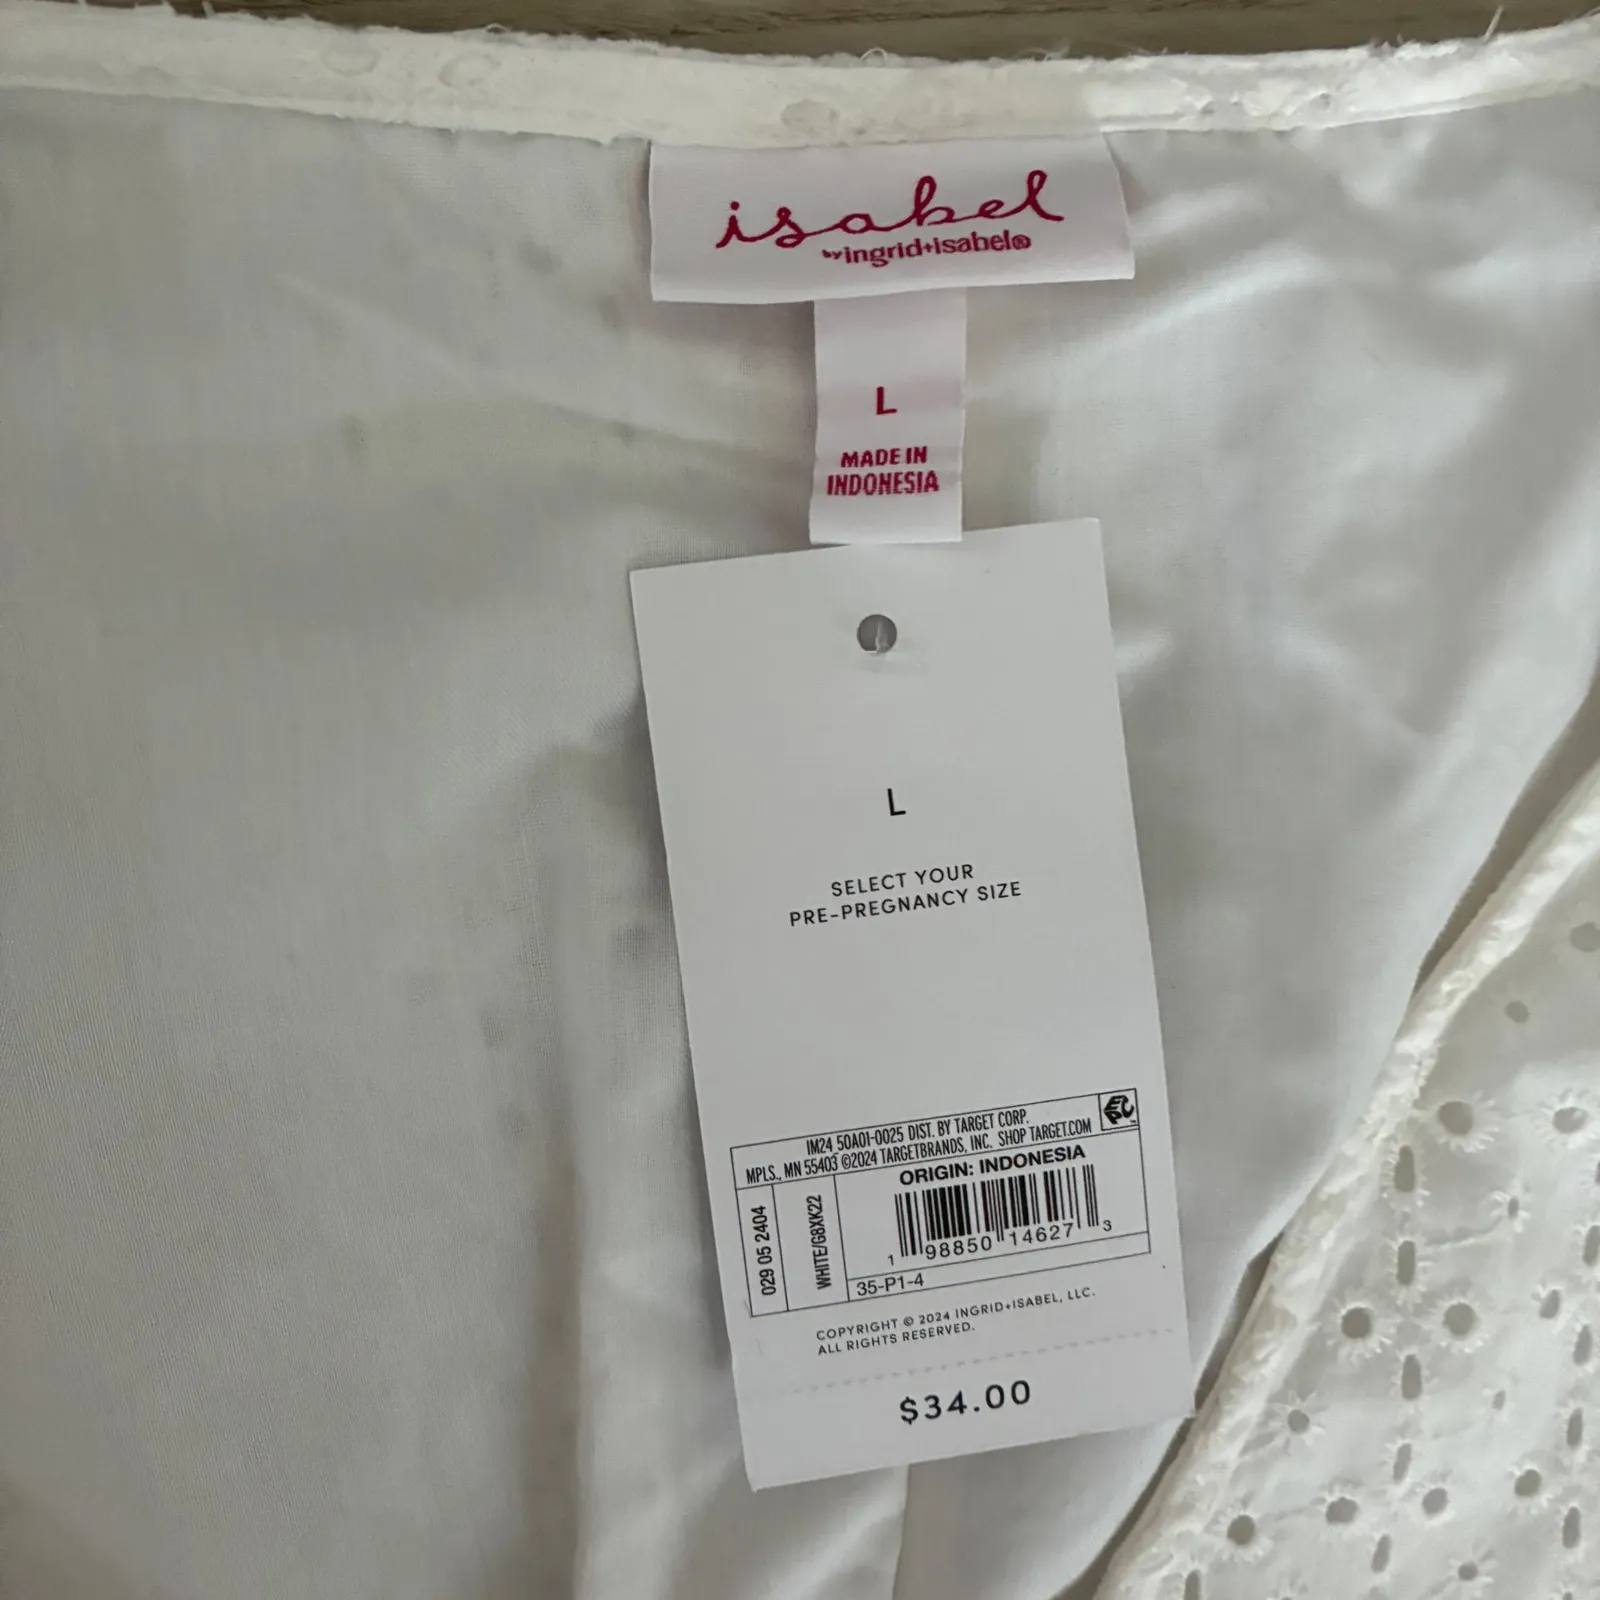 isabel
by ingrid+isabel®
L
MADE IN
INDONESIA
L
SELECT YOUR
PRE-PREGNANCY SIZE
IM24 50A01-0025 DIST. BY TARGET CORP.
MPLS., MN 55403 ©2024 TARGETBRANDS, INC. SHOP TARGET.COM
ORIGIN: INDONESIA
029 05 2404
WHITE/G8XK22
1 98850 14627 3
35-P1-4
COPYRIGHT © 2024 INGRID+ISABEL, LLC.
ALL RIGHTS RESERVED.
$34.00